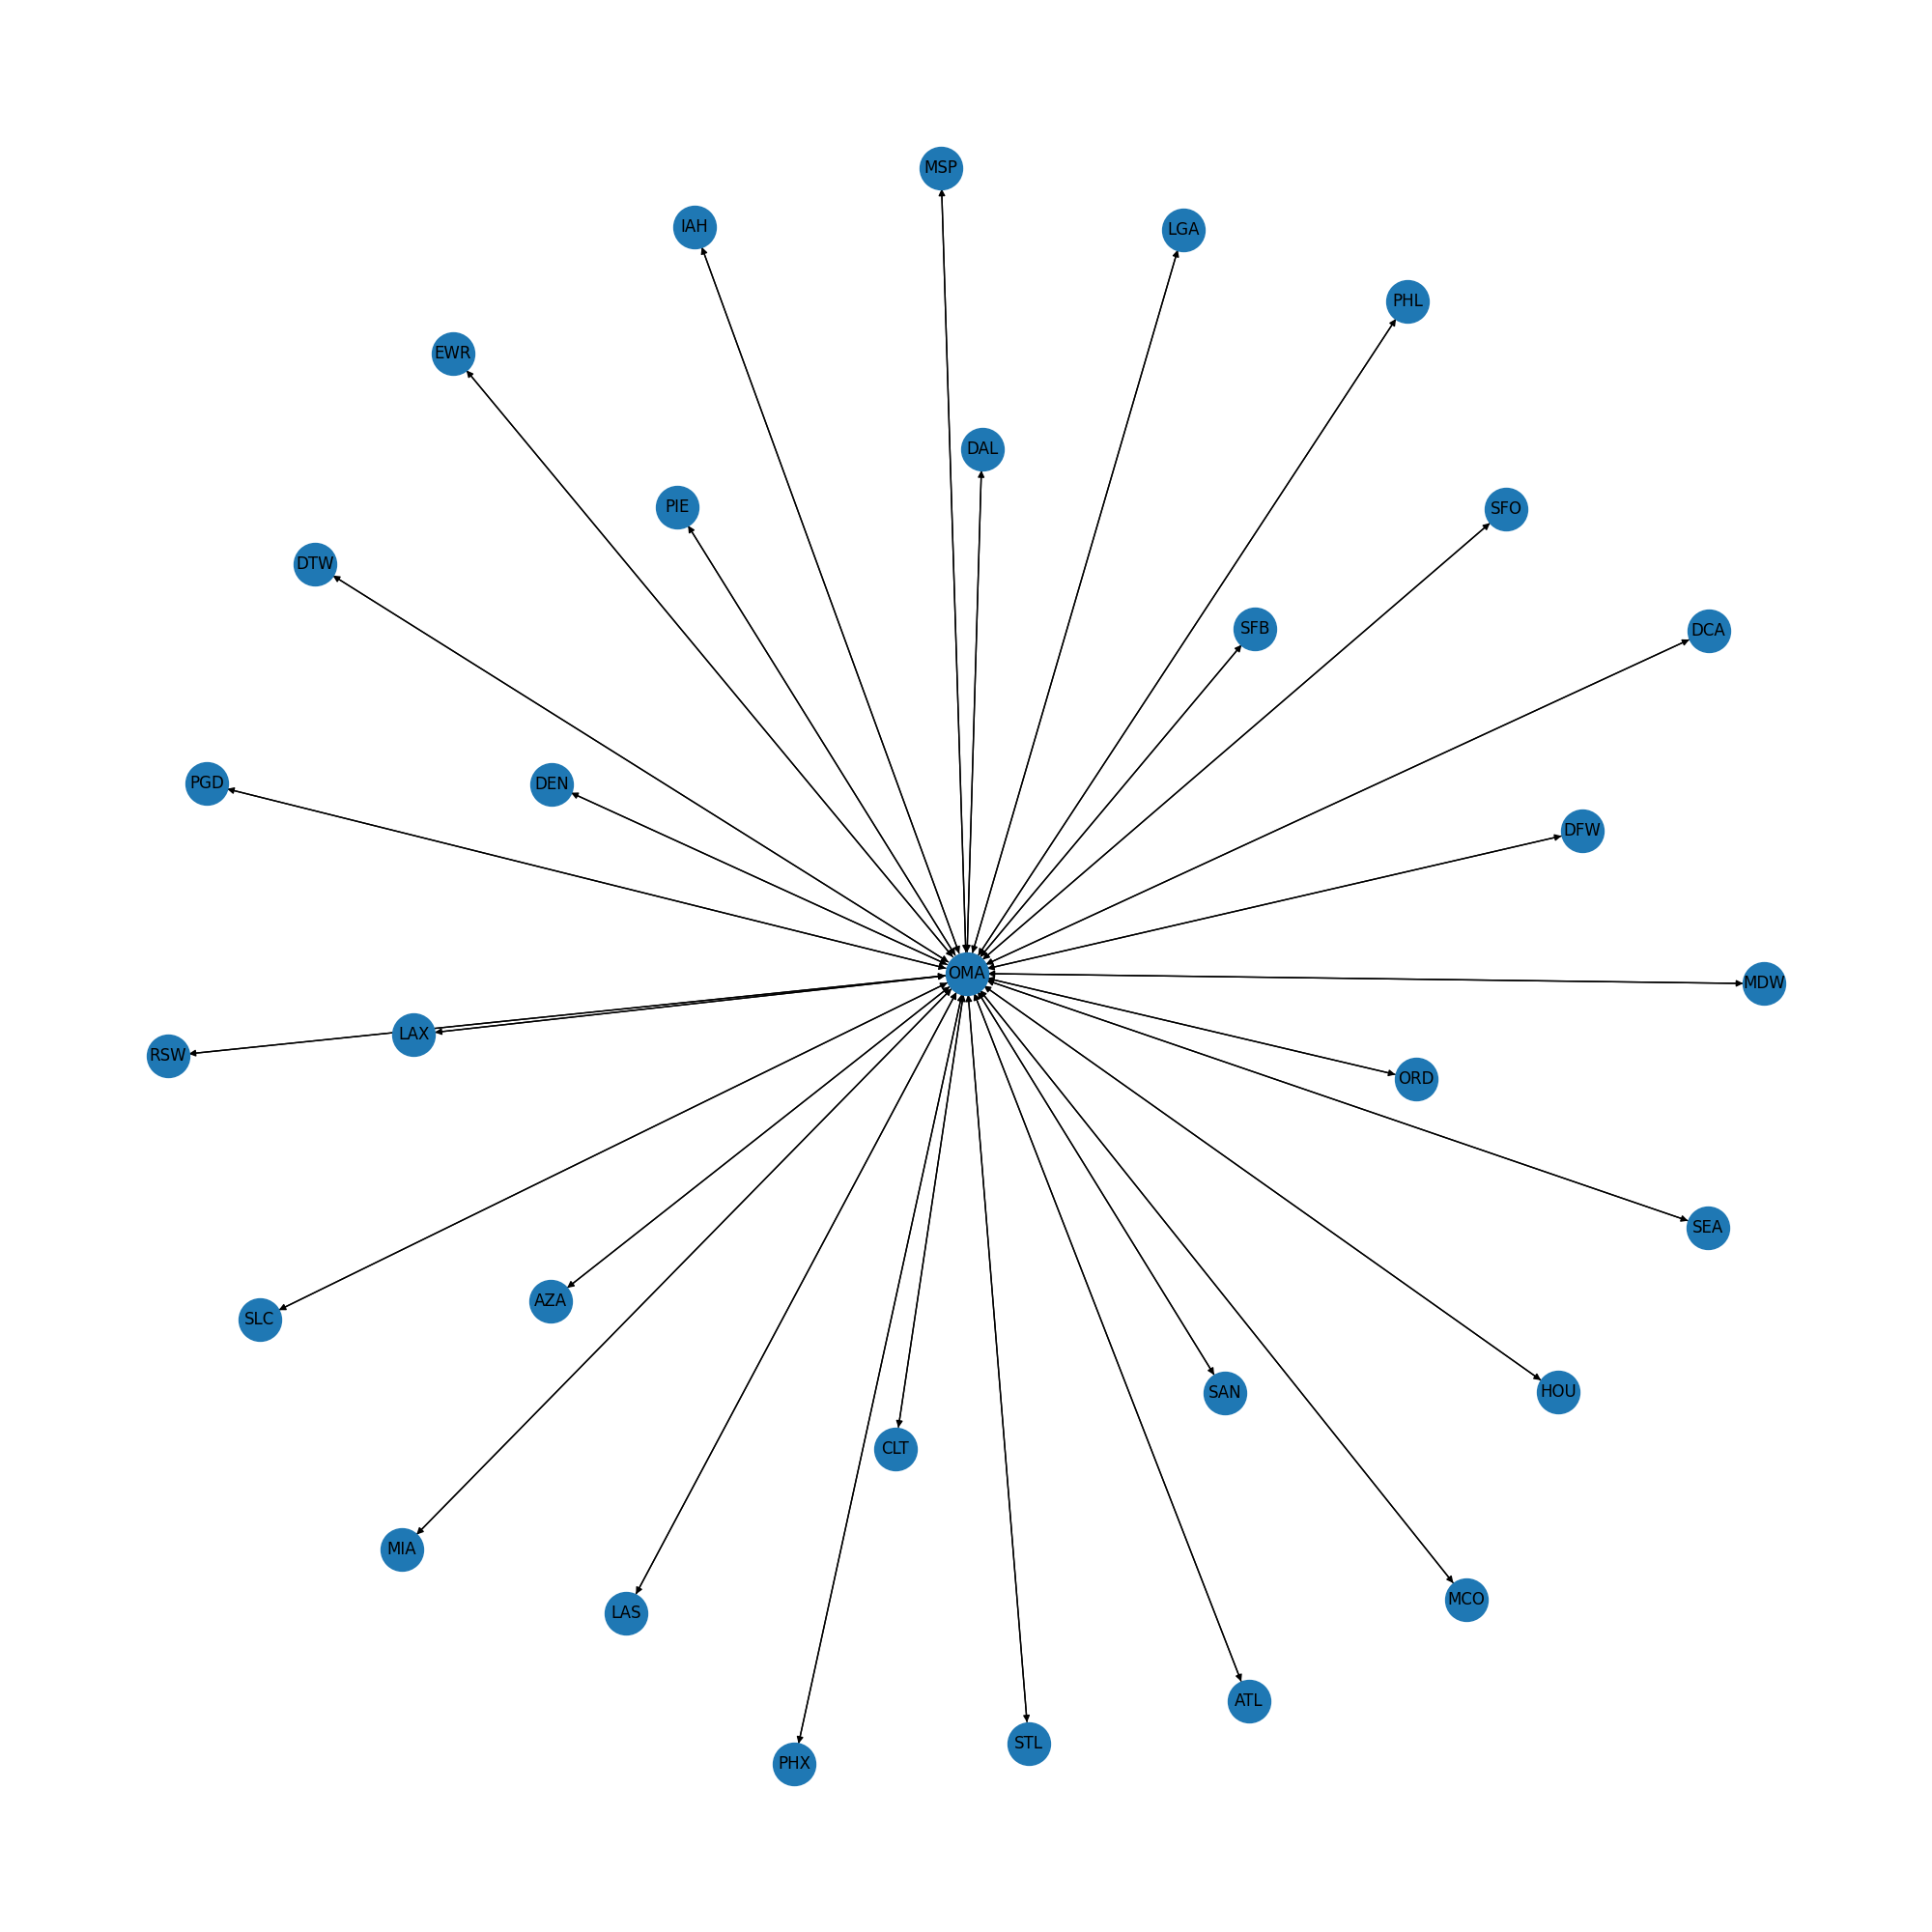 MSP
IAH
LGA
PHL
EWR
DAL
PIE
SFO
DTW
SFB
DCA
PGD
DEN
DFW
OMA
MDW
LAX
RSW
ORD
SEA
AZA
SLC
SAN
HOU
CLT
MIA
MCO
LAS
ATL
STL
PHX